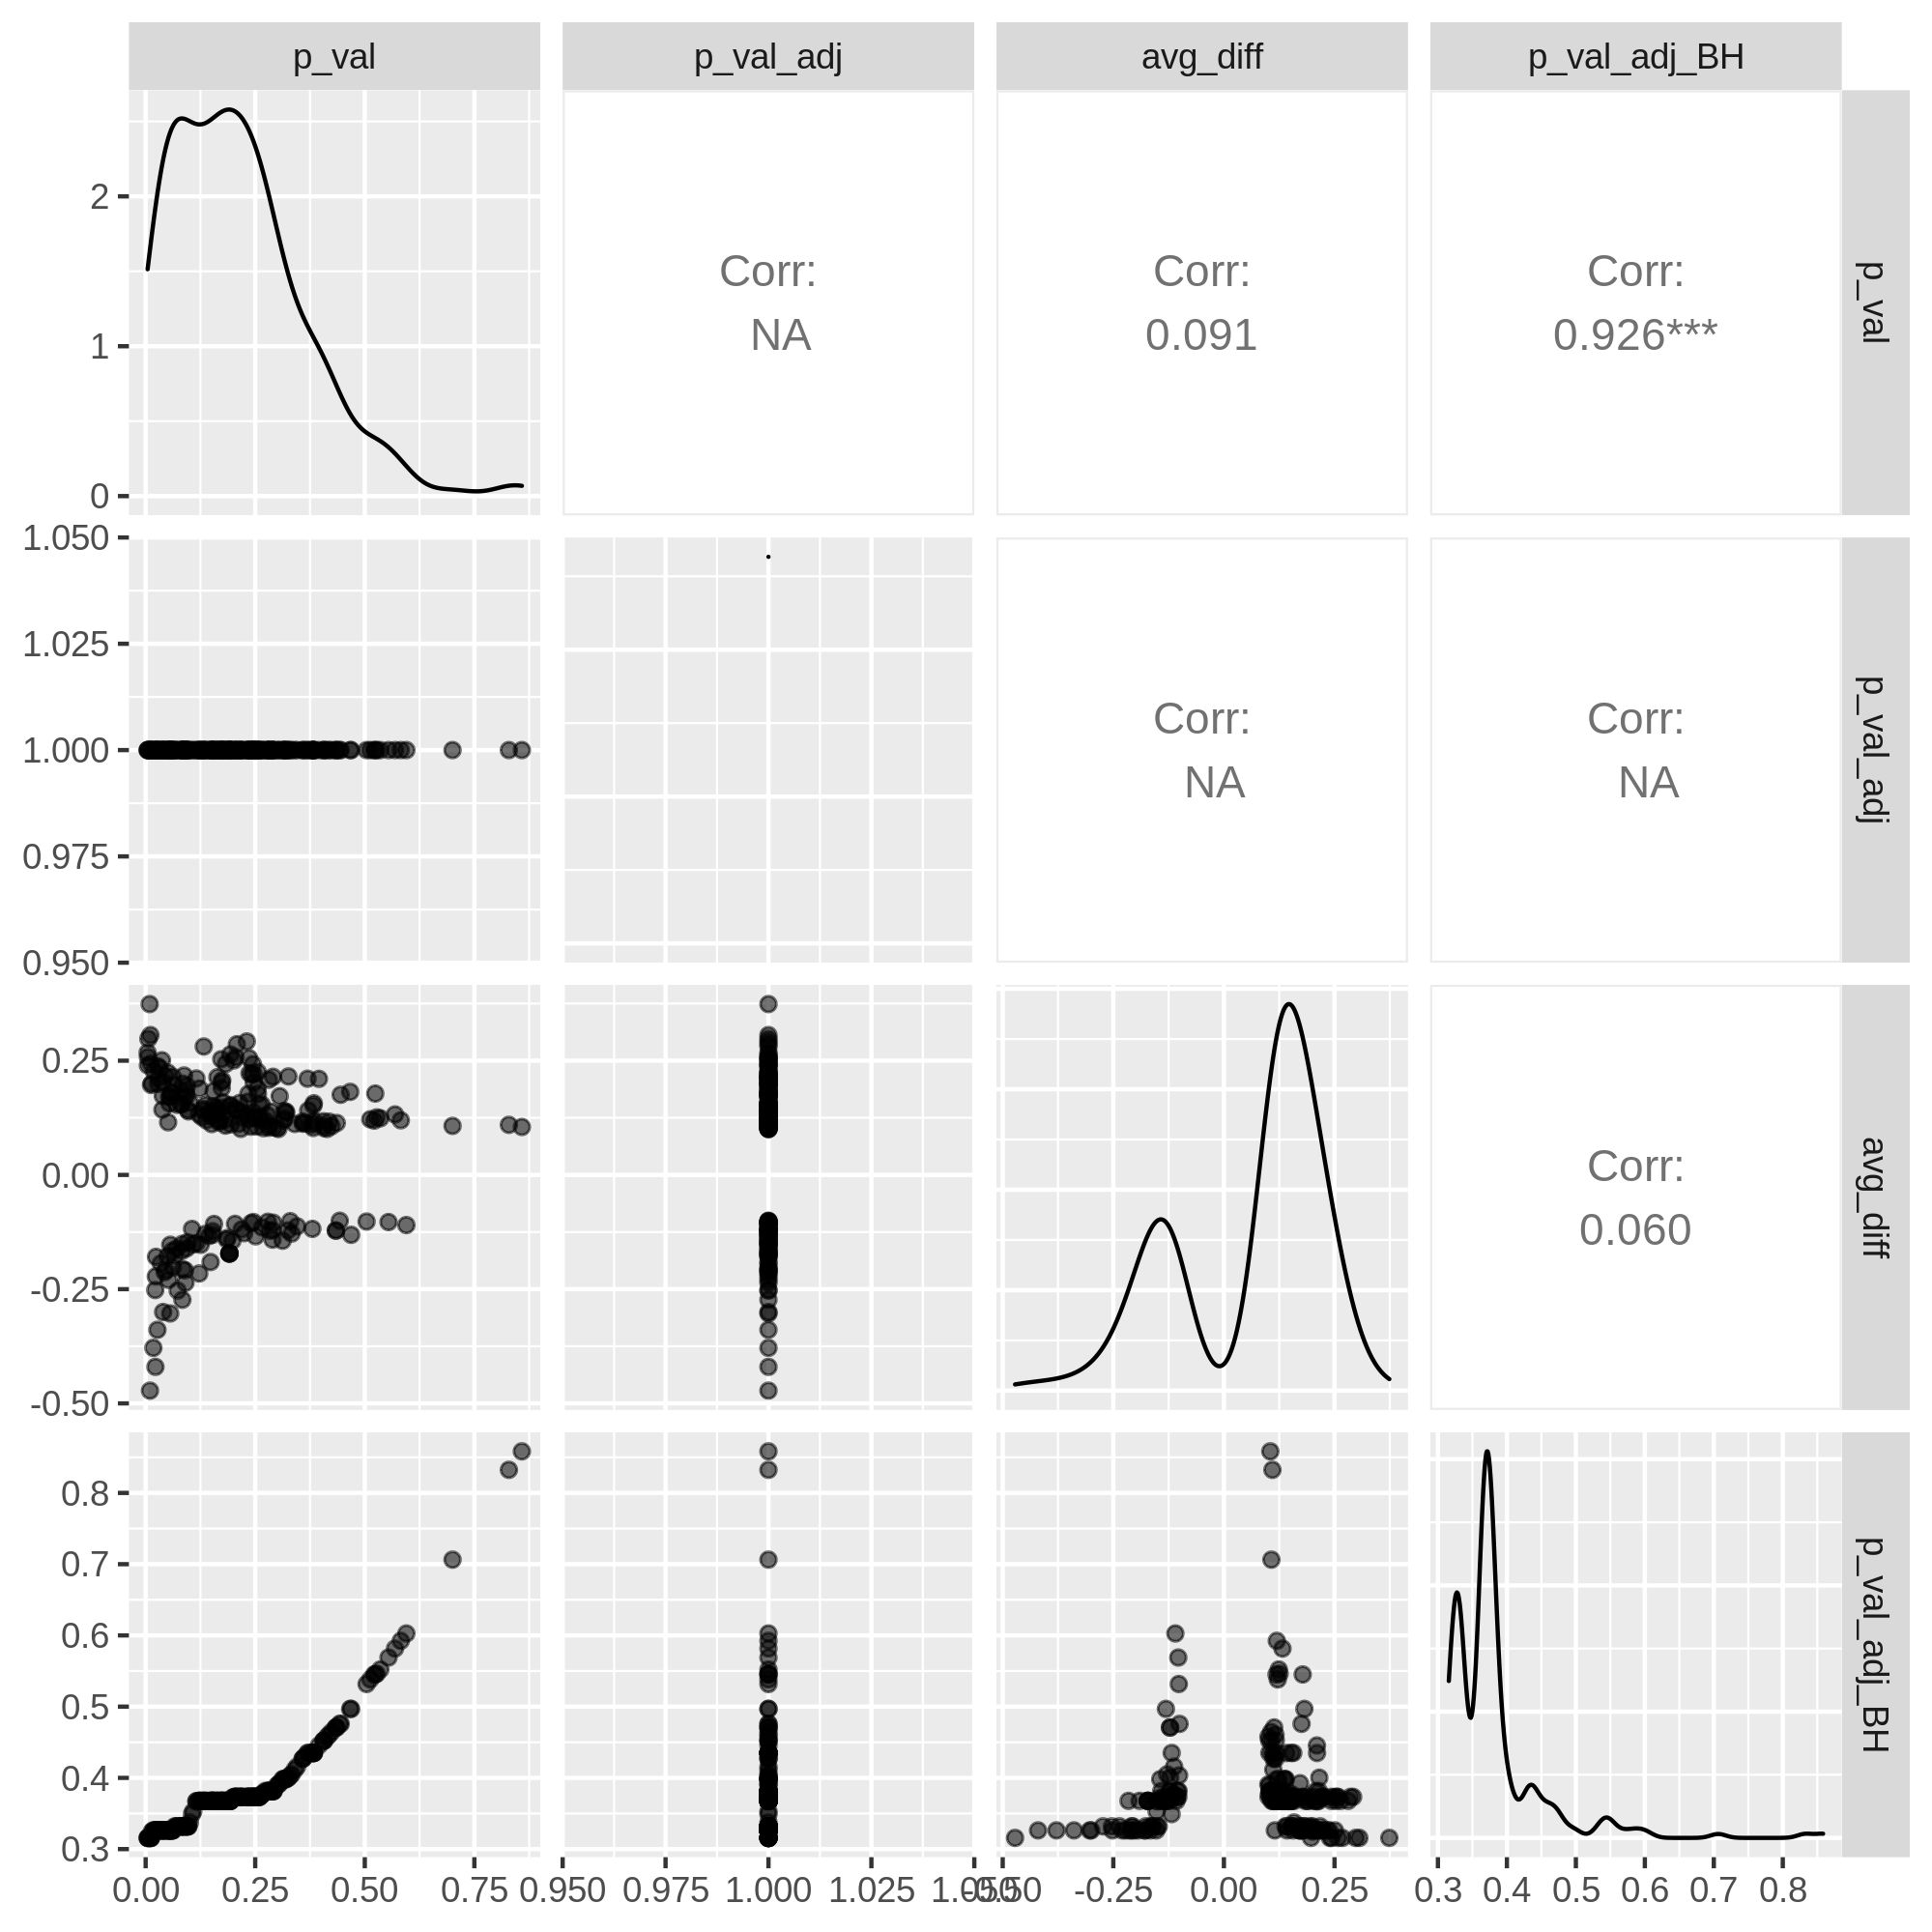 p_val p_val_adj avg_diff p_val_adj_BH
2
1
0
Corr:
NA
Corr:
0.091
Corr:
0.926***
p_val
1.050
1.025
1.000
0.975
0.950
Corr:
NA
Corr:
NA
p_val_adj
0.25
0.00
-0.25
-0.50
Corr:
0.060
avg_diff
0.8
0.7
0.6
0.5
0.4
0.3
p_val_adj_BH
0.00 0.25 0.50 0.75 0.950 0.975 1.000 1.025 -0.25 0.00 0.25 0.3 0.4 0.5 0.6 0.7 0.8